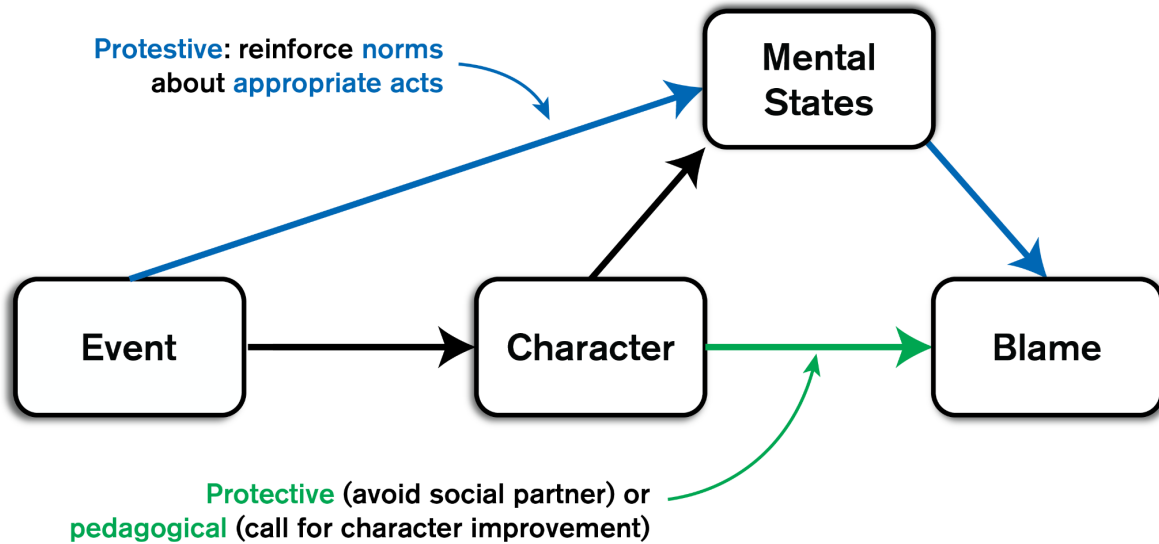 Protestive: reinforce norms
about appropriate acts
Mental
States
Event
Character
Blame
Protective (avoid social partner) or
pedagogical (call for character improvement)